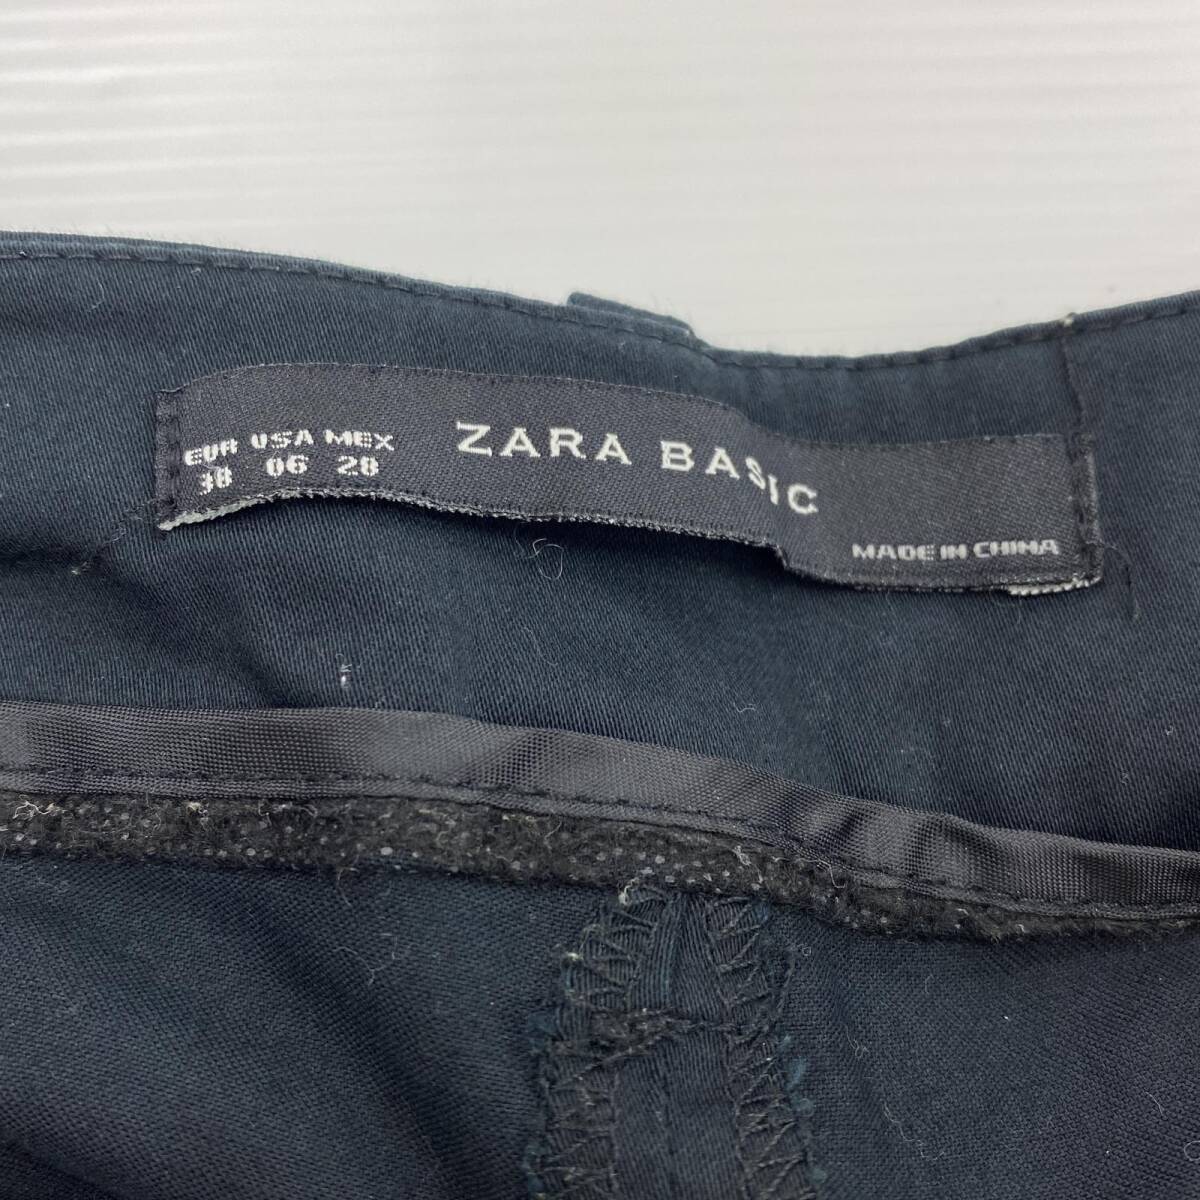 EUR USA MEX
38 06 28
ZARA BASIC
MADE IN CHINA